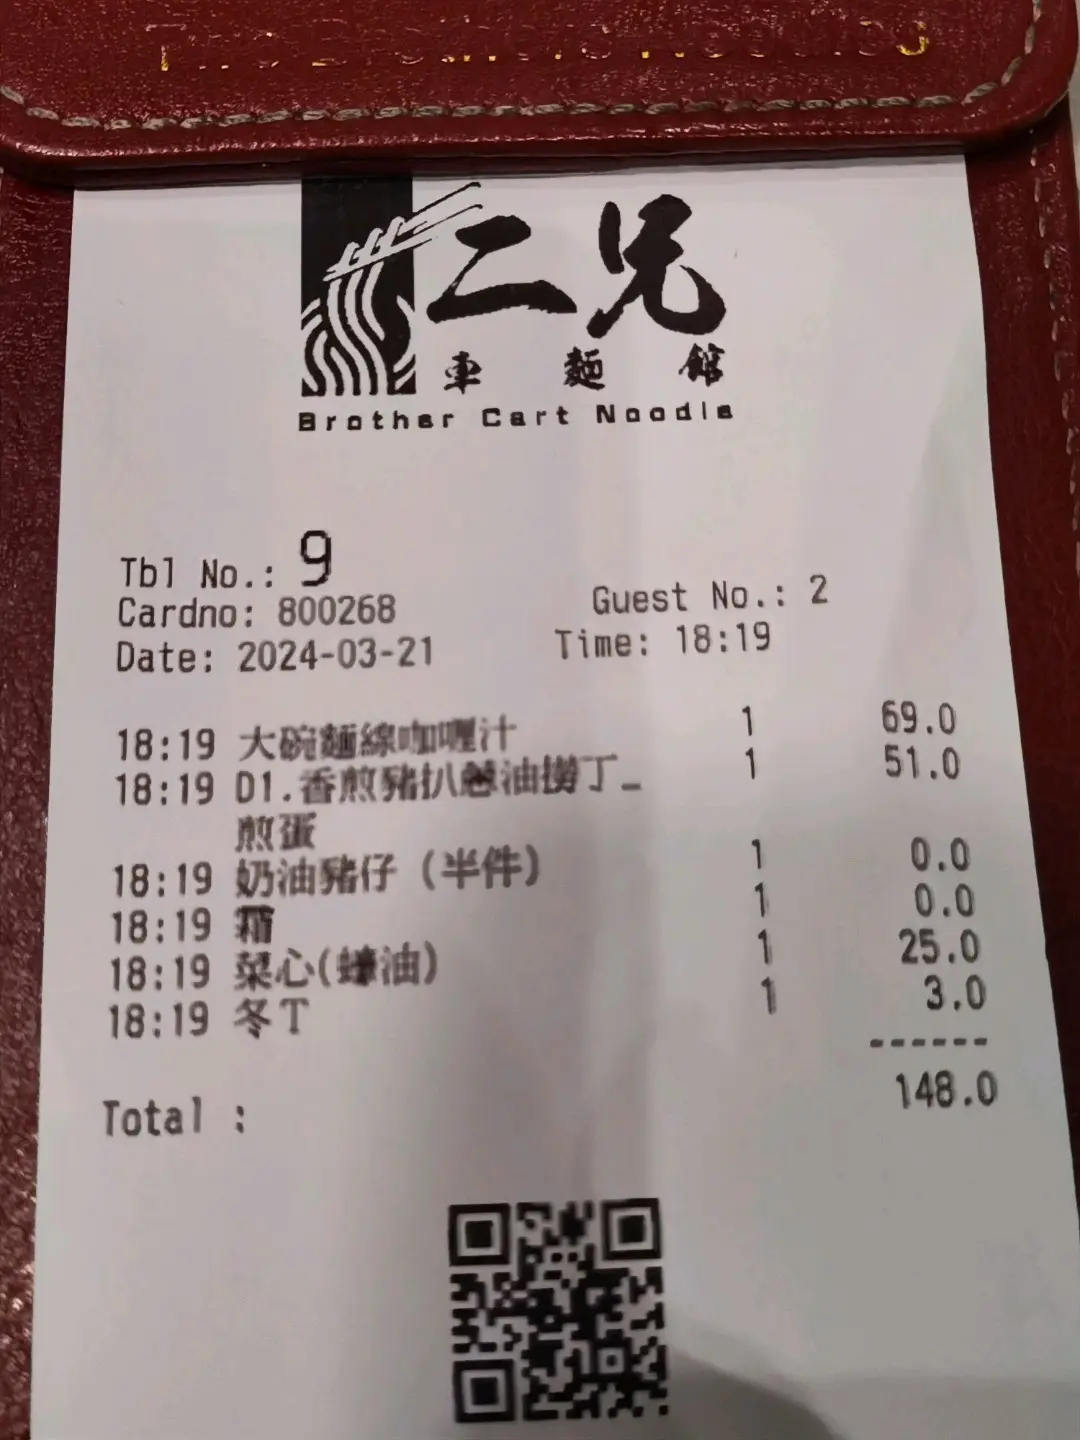 二兄
車麵館
Brother Cart Noodle
Tbl No.: 9
Cardno: 800268 Guest No.: 2
Date: 2024-03-21 Time: 18:19
18:19 大碗麵線咖喱汁 1 69.0
18:19 D1.香煎豬扒蔥油撈丁_ 1 51.0
煎蛋
18:19 奶油豬仔 (半件) 1 0.0
18:19 1 0.0
18:19 菜心(蠔油) 1 25.0
18:19 冬T 1 3.0
------
Total : 148.0